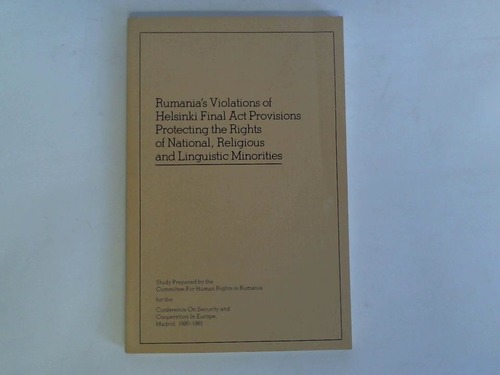 Rumania's Violations of
Helsinki Final Act Provisions
Protecting the Rights
of National, Religious
and Linguistic Minorities
Study Prepared by the
Committee For Human Rights in Rumania
for the
Conference On Security and
Cooperation In Europe
Madrid, 1980-1981